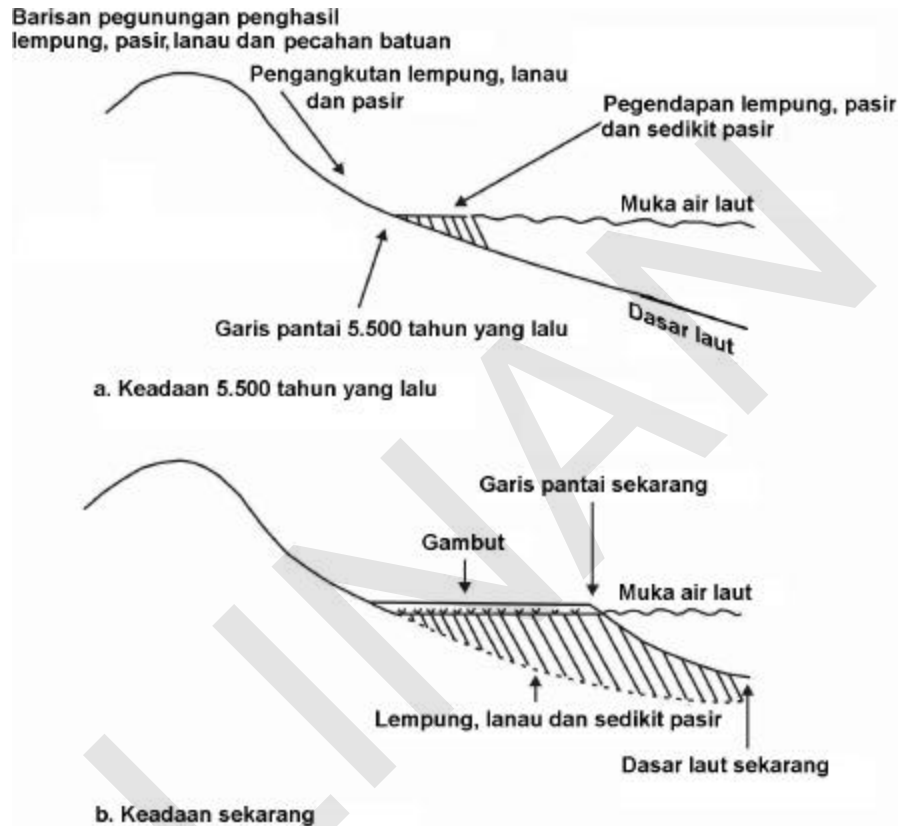 Barisan pegunungan penghasil
lempung, pasir, lanau dan pecahan batuan
Pengangkutan lempung, lanau
dan pasir
Pegendapan lempung, pasir
dan sedikit pasir
Muka air laut
Garis pantai 5.500 tahun yang lalu
Dasar laut
a. Keadaan 5.500 tahun yang lalu
Garis pantai sekarang
Gambut
Muka air laut
Lempung, lanau dan sedikit pasir
Dasar laut sekarang
b. Keadaan sekarang
LINAN